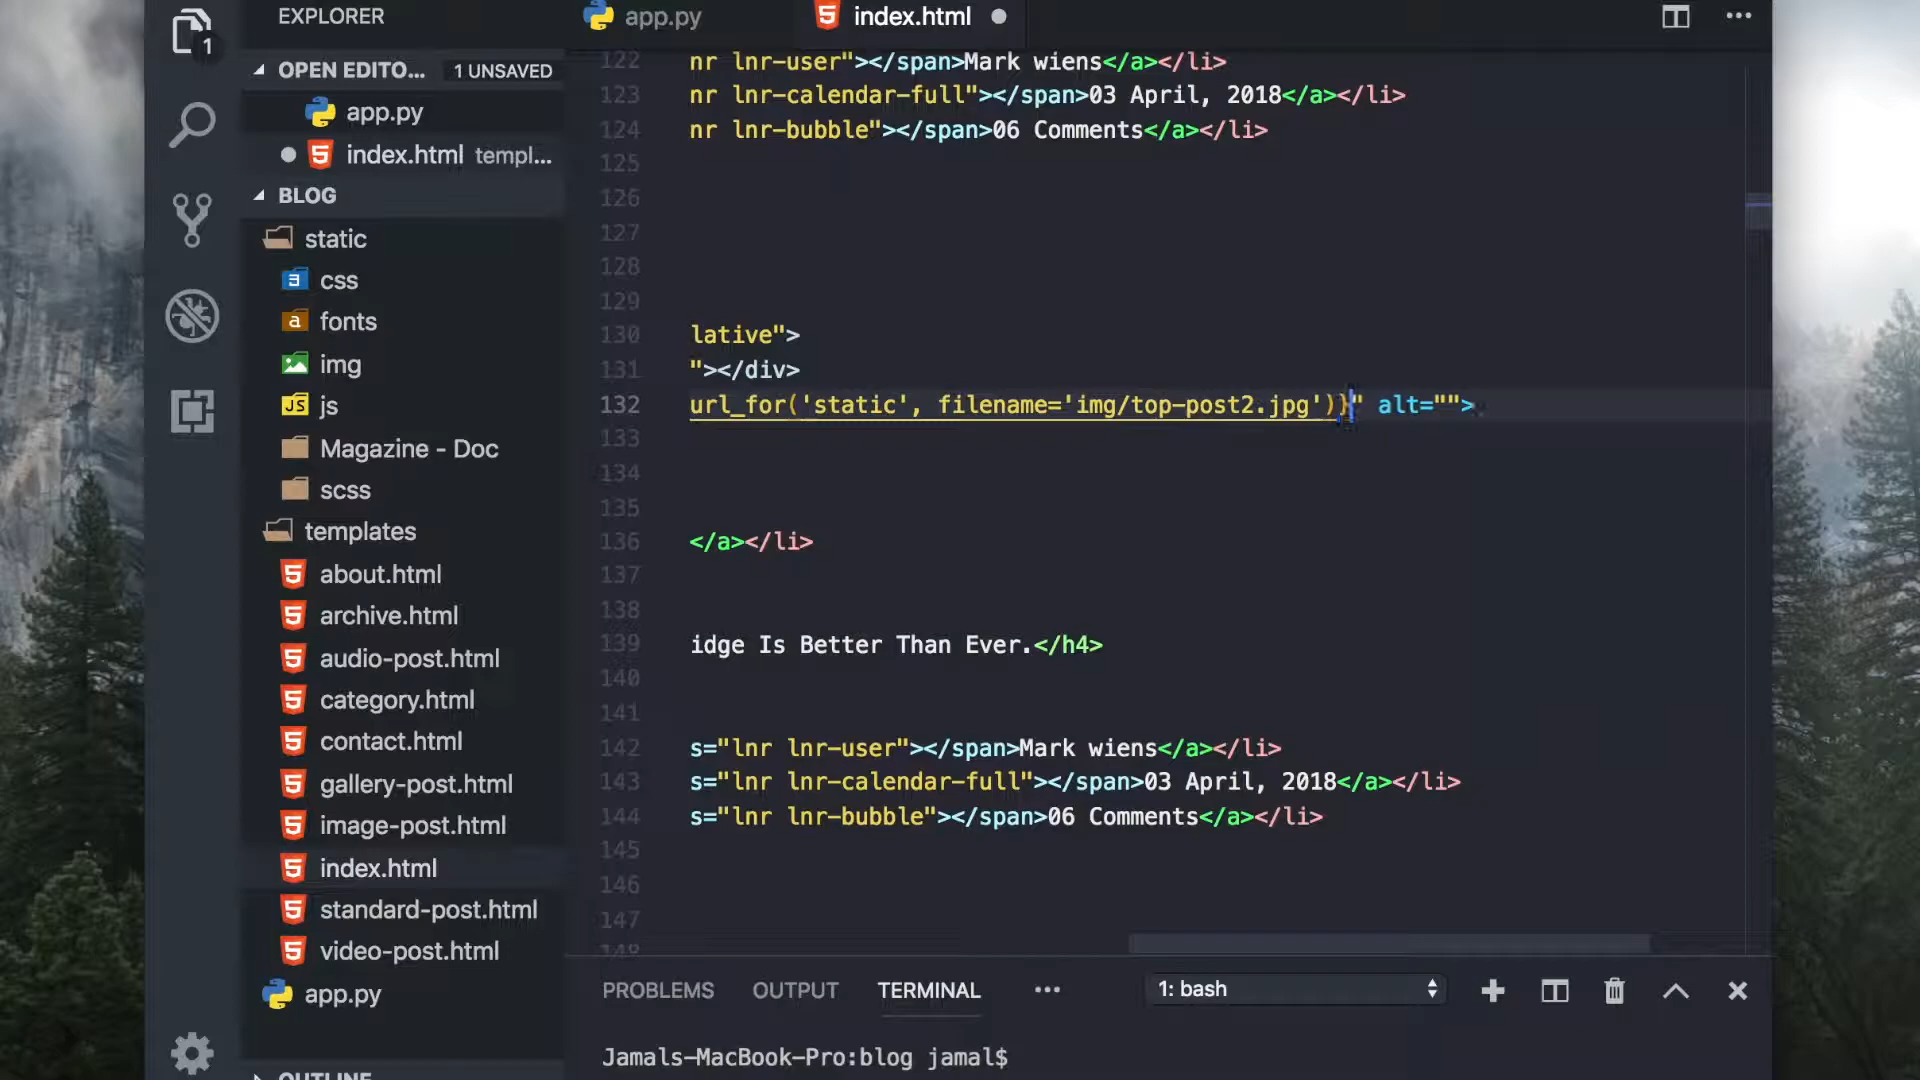 EXPLORER
OPEN EDITO... 1 UNSAVED
app.py
index.html templ...
BLOG
static
css
fonts
img
JS js
Magazine - Doc
scss
templates
about.html
archive.html
audio-post.html
category.html
contact.html
gallery-post.html
image-post.html
index.html
standard-post.html
video-post.html
app.py
OUTLINE
app.py index.html
122 nr lnr-user"></span>Mark wiens</a></li>
123 nr lnr-calendar-full"></span>03 April, 2018</a></li>
124 nr lnr-bubble"></span>06 Comments</a></li>
125
126
127
128
129
130 lative">
131 "></div>
132 url_for('static', filename='img/top-post2.jpg')}" alt="">
133
134
135
136 </a></li>
137
138
139 idge Is Better Than Ever.</h4>
140
141
142 s="lnr lnr-user"></span>Mark wiens</a></li>
143 s="lnr lnr-calendar-full"></span>03 April, 2018</a></li>
144 s="lnr lnr-bubble"></span>06 Comments</a></li>
145
146
147
148
PROBLEMS OUTPUT TERMINAL ... 1: bash
Jamals-MacBook-Pro:blog jamal$